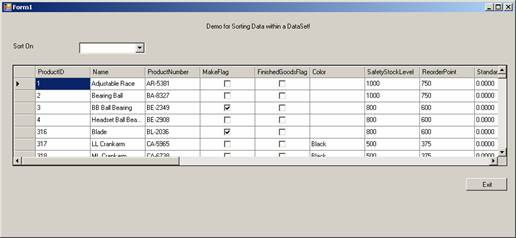 Form1
Demo for Sorting Data within a DataSet!
Sort On
ProductID Name ProductNumber MakeFlag FinishedGoodsFlag Color SafetyStockLevel ReorderPoint Standar
1 Adjustable Race AR-5381 1000 750 0.0000
2 Bearing Ball BA-8327 1000 750 0.0000
3 BB Ball Bearing BE-2349 800 600 0.0000
4 Headset Ball Bea... BE-2908 800 600 0.0000
316 Blade BL-2036 800 600 0.0000
317 LL Crankarm CA-5965 Black 500 375 0.0000
318 ML Crankarm CA-6738 Black 500 375 0.0000
Exit